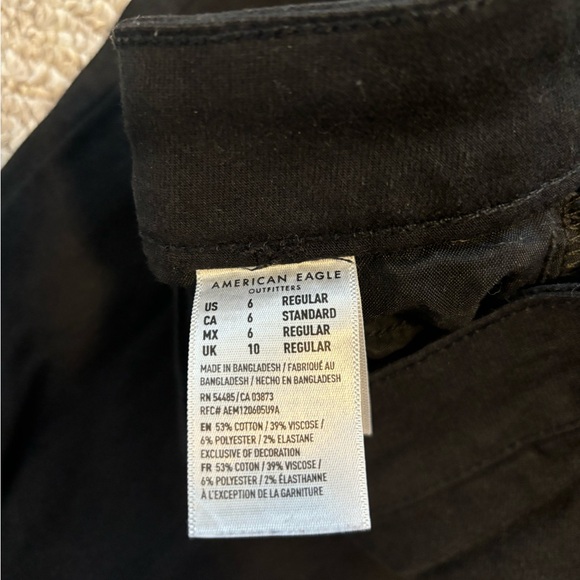 AMERICAN EAGLE
OUTFITTERS
US 6 REGULAR
CA 6 STANDARD
MX 6 REGULAR
UK 10 REGULAR
MADE IN BANGLADESH / FABRIQUÉ AU
BANGLADESH / HECHO EN BANGLADESH
RN 54485 / CA 03873
RFC# AEM120605U9A
EN 53% COTTON / 39% VISCOSE /
6% POLYESTER / 2% ELASTANE
EXCLUSIVE OF DECORATION
FR 53% COTON / 39% VISCOSE /
6% POLYESTER / 2% ÉLASTHANNE
À L'EXCEPTION DE LA GARNITURE